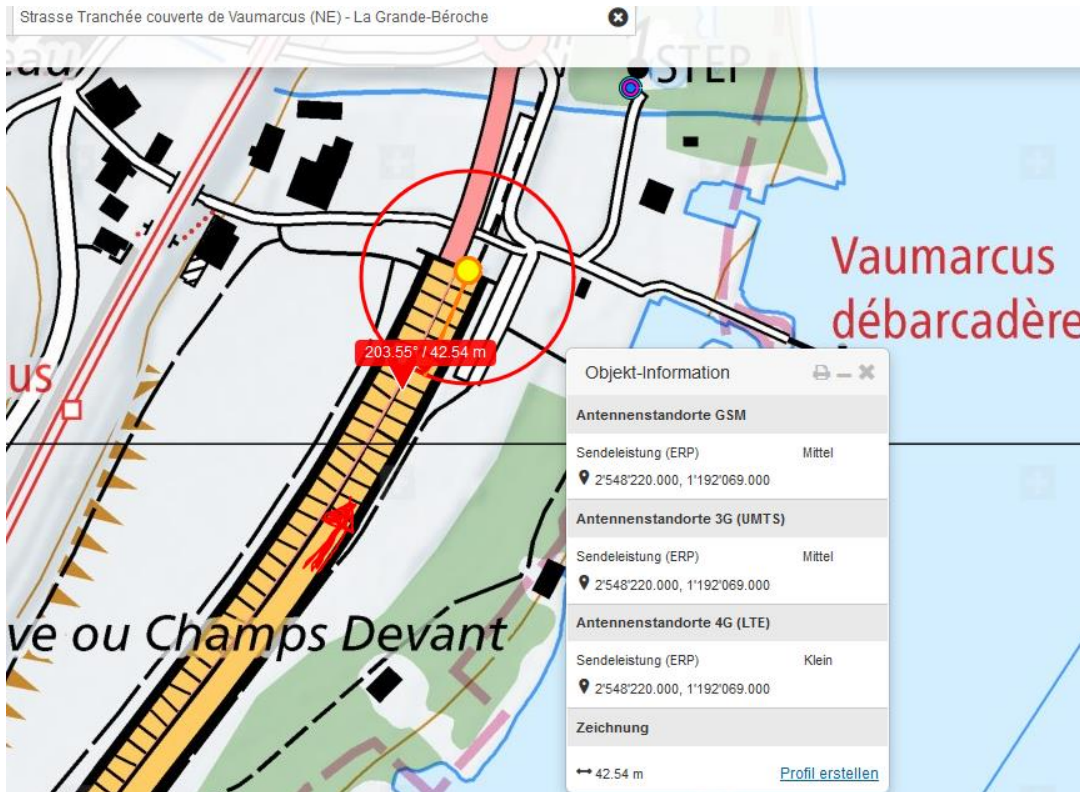 Strasse Tranchée couverte de Vaumarcus (NE) - La Grande-Béroche
eau
1
STEP
Vaumarcus
débarcadère
203.55° / 42.54 m
us
Objekt-Information
Antennenstandorte GSM
Sendeleistung (ERP) Mittel
2'548'220.000, 1'192'069.000
Antennenstandorte 3G (UMTS)
Sendeleistung (ERP) Mittel
2'548'220.000, 1'192'069.000
Antennenstandorte 4G (LTE)
Sendeleistung (ERP) Klein
2'548'220.000, 1'192'069.000
Zeichnung
42.54 m Profil erstellen
ve ou Champs Devant